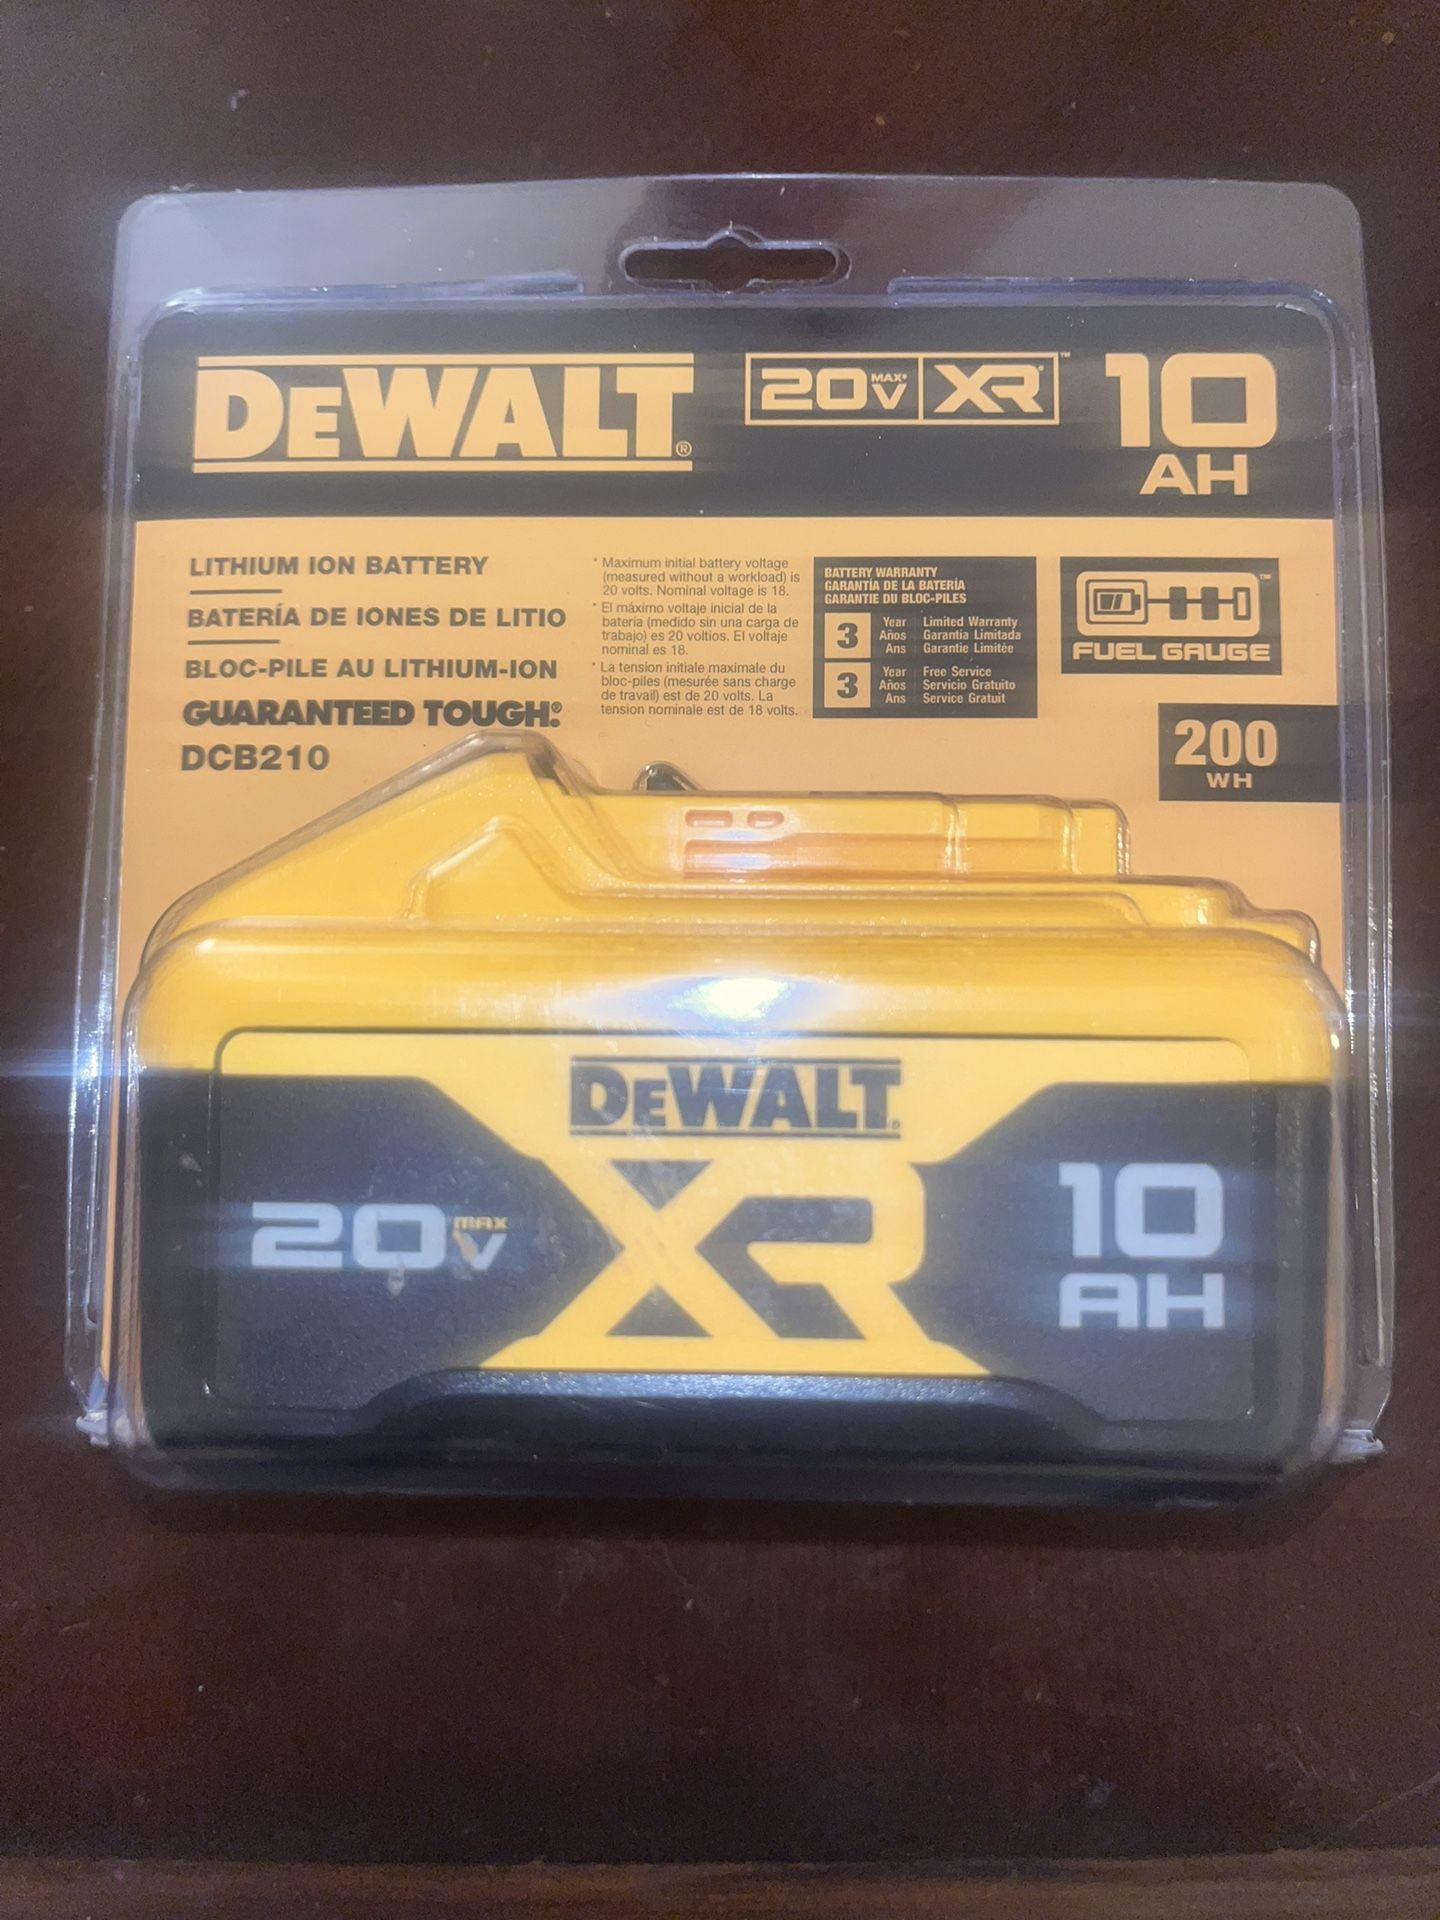 DEWALT®
20V MAX* XR® ™
10
AH
LITHIUM ION BATTERY
BATERÍA DE IONES DE LITIO
BLOC-PILE AU LITHIUM-ION
GUARANTEED TOUGH.®
DCB210
* Maximum initial battery voltage
(measured without a workload) is
20 volts. Nominal voltage is 18.
* El máximo voltaje inicial de la
batería (medido sin una carga de
trabajo) es 20 voltios. El voltaje
nominal es 18.
* La tension initiale maximale du
bloc-piles (mesurée sans charge
de travail) est de 20 volts. La
tension nominale est de 18 volts.
BATTERY WARRANTY
GARANTÍA DE LA BATERÍA
GARANTIE DU BLOC-PILES
3
Year Limited Warranty
Años Garantía Limitada
Ans Garantie Limitée
3
Year Free Service
Años Servicio Gratuito
Ans Service Gratuit
™
FUEL GAUGE
200
WH
DEWALT®
20V MAX
XR
10
AH